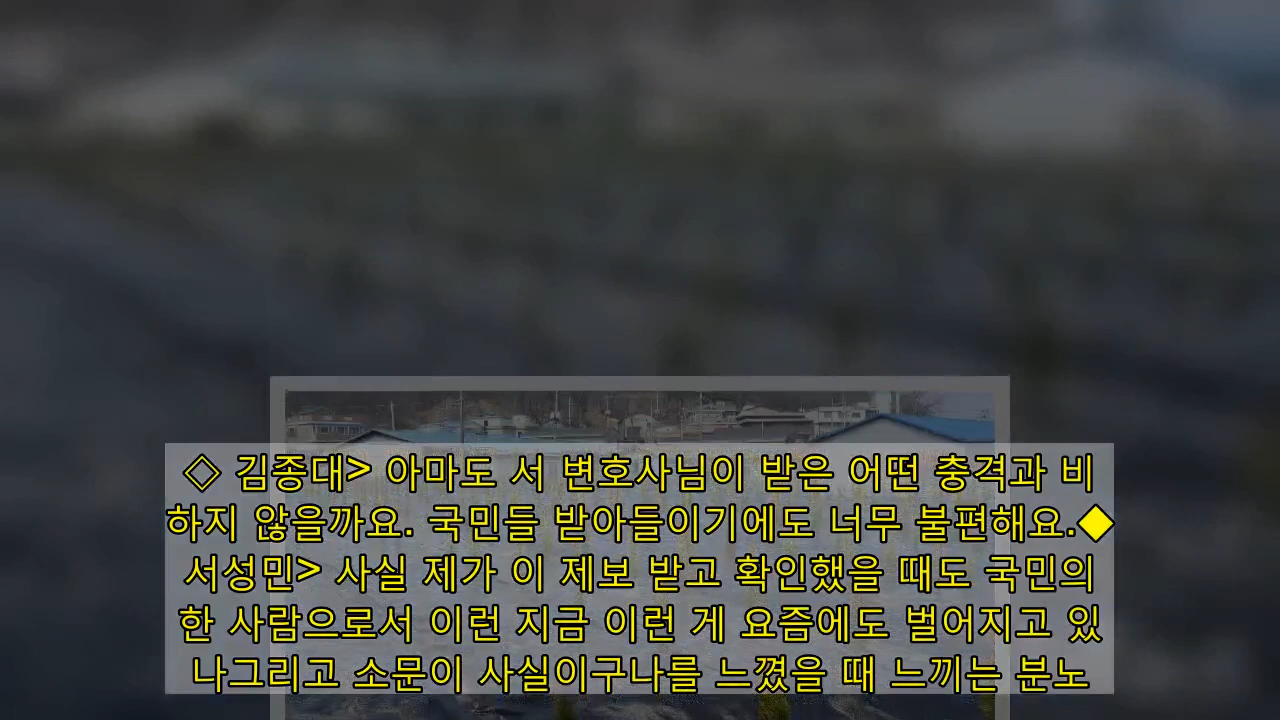 ◇ 김종대> 아마도 서 변호사님이 받은 어떤 충격과 비
하지 않을까요. 국민들 받아들이기에도 너무 불편해요.◆
서성민> 사실 제가 이 제보 받고 확인했을 때도 국민의
한 사람으로서 이런 지금 이런 게 요즘에도 벌어지고 있
나그리고 소문이 사실이구나를 느꼈을 때 느끼는 분노